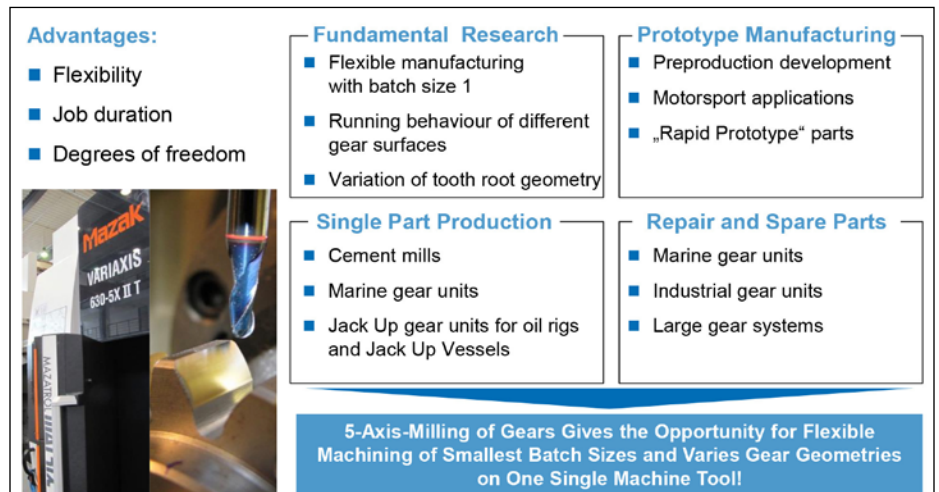 Advantages:
Flexibility
Job duration
Degrees of freedom
Mazak
VARIAXIS
630-5X II T
MAZATROL
Fundamental Research
Flexible manufacturing
with batch size 1
Running behaviour of different
gear surfaces
Variation of tooth root geometry
Prototype Manufacturing
Preproduction development
Motorsport applications
„Rapid Prototype“ parts
Single Part Production
Cement mills
Marine gear units
Jack Up gear units for oil rigs
and Jack Up Vessels
Repair and Spare Parts
Marine gear units
Industrial gear units
Large gear systems
5-Axis-Milling of Gears Gives the Opportunity for Flexible
Machining of Smallest Batch Sizes and Varies Gear Geometries
on One Single Machine Tool!